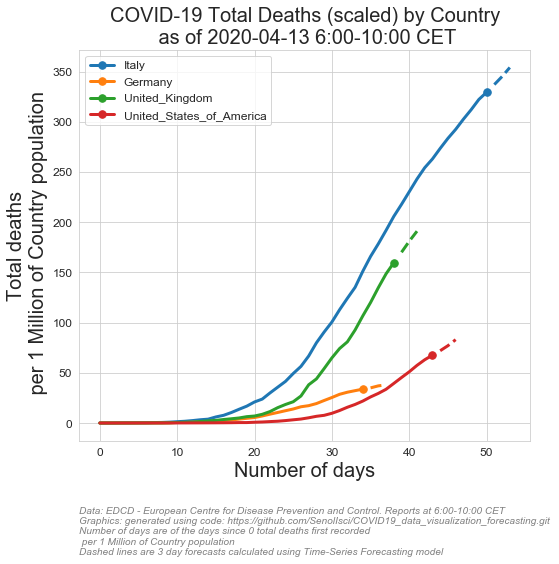 COVID-19 Total Deaths (scaled) by Country
as of 2020-04-13 6:00-10:00 CET
Italy
Germany
United_Kingdom
United_States_of_America
Total deaths
per 1 Million of Country population
350
300
250
200
150
100
50
0
0
10
20
30
40
50
Number of days
Data: EDCD - European Centre for Disease Prevention and Control. Reports at 6:00-10:00 CET
Graphics: generated using code: https://github.com/SenolIsci/COVID19_data_visualization_forecasting.git
Number of days are of the days since 0 total deaths first recorded
per 1 Million of Country population
Dashed lines are 3 day forecasts calculated using Time-Series Forecasting model